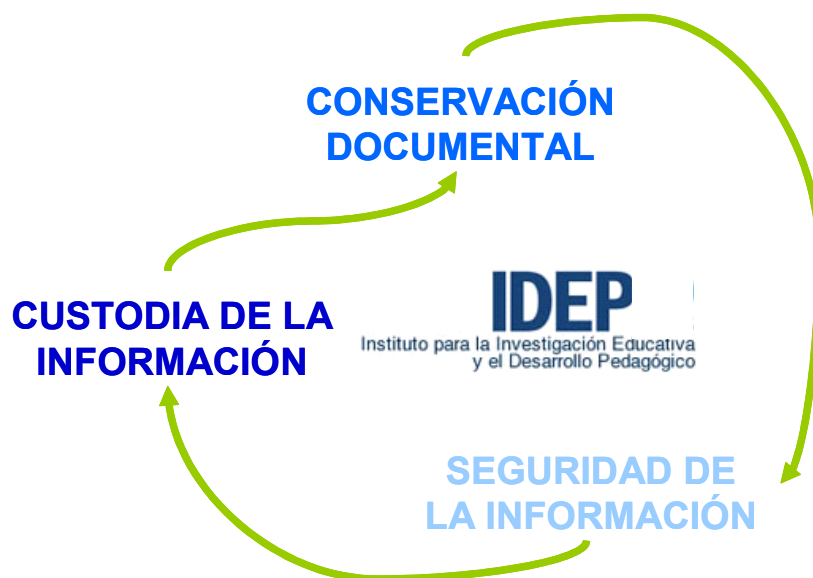 CONSERVACIÓN
DOCUMENTAL
CUSTODIA DE LA
INFORMACIÓN
IDEP
Instituto para la Investigación Educativa
y el Desarrollo Pedagógico
SEGURIDAD DE
LA INFORMACIÓN